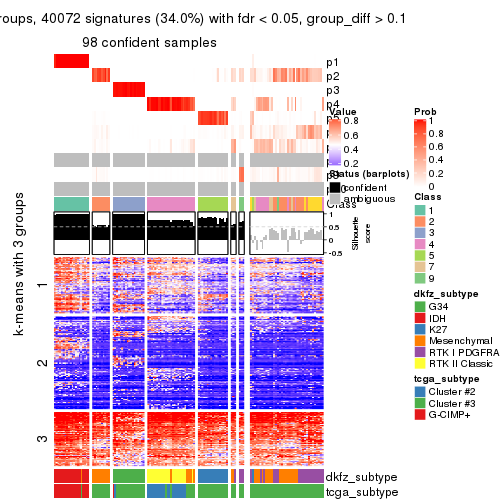 roups, 40072 signatures (34.0%) with fdr < 0.05, group_diff > 0.1
98 confident samples
p1
p2
p3
p4
Value
0.8
0.6
0.4
0.2
Status (barplots)
confident
ambiguous
Silhouette
score
1
0.5
0
-0.5
k-means with 3 groups
1
2
3
dkfz_subtype
tcga_subtype
Prob
1
0.8
0.6
0.4
0.2
0
Class
1
2
3
4
5
7
9
dkfz_subtype
G34
IDH
K27
Mesenchymal
RTK I PDGFRA
RTK II Classic
tcga_subtype
Cluster #2
Cluster #3
G-CIMP+